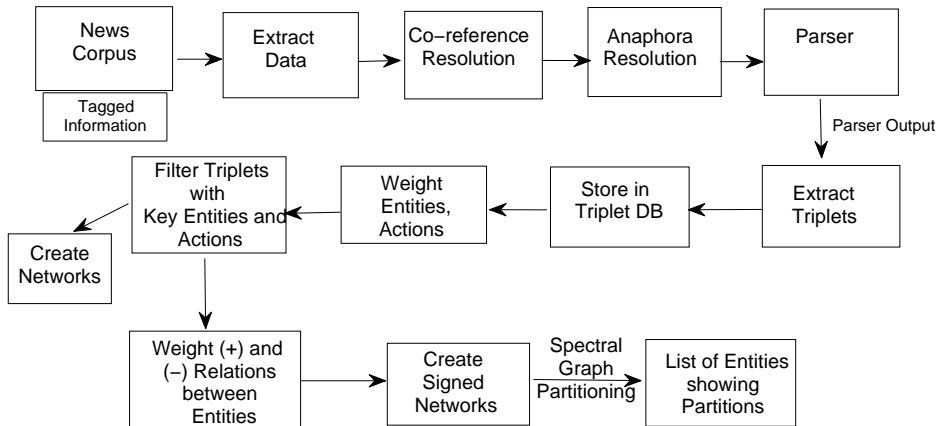 News
Corpus
Tagged
Information
Extract
Data
Co−reference
Resolution
Anaphora
Resolution
Parser
Parser Output
Extract
Triplets
Store in
Triplet DB
Weight
Entities,
Actions
Filter Triplets
with
Key Entities and
Actions
Create
Networks
Weight (+) and
(−) Relations
between
Entities
Create
Signed
Networks
Spectral
Graph
Partitioning
List of Entities
showing
Partitions